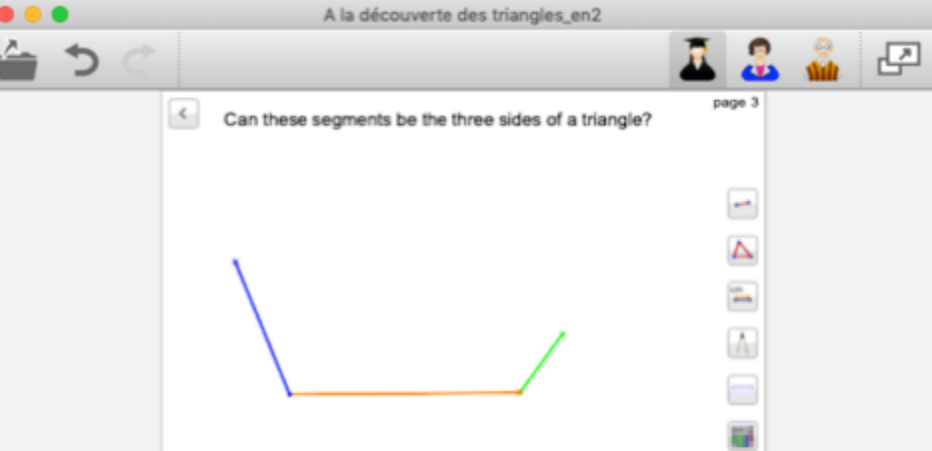 A la découverte des triangles_en2
page 3
Can these segments be the three sides of a triangle?